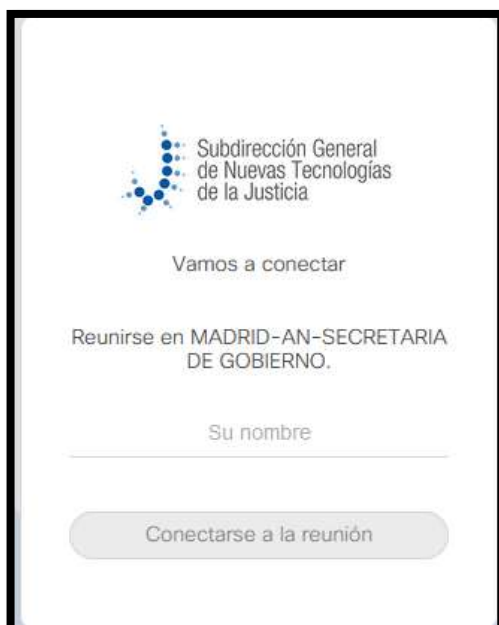 Subdirección General
de Nuevas Tecnologías
de la Justicia
Vamos a conectar
Reunirse en MADRID-AN-SECRETARIA
DE GOBIERNO.
Su nombre
Conectarse a la reunión